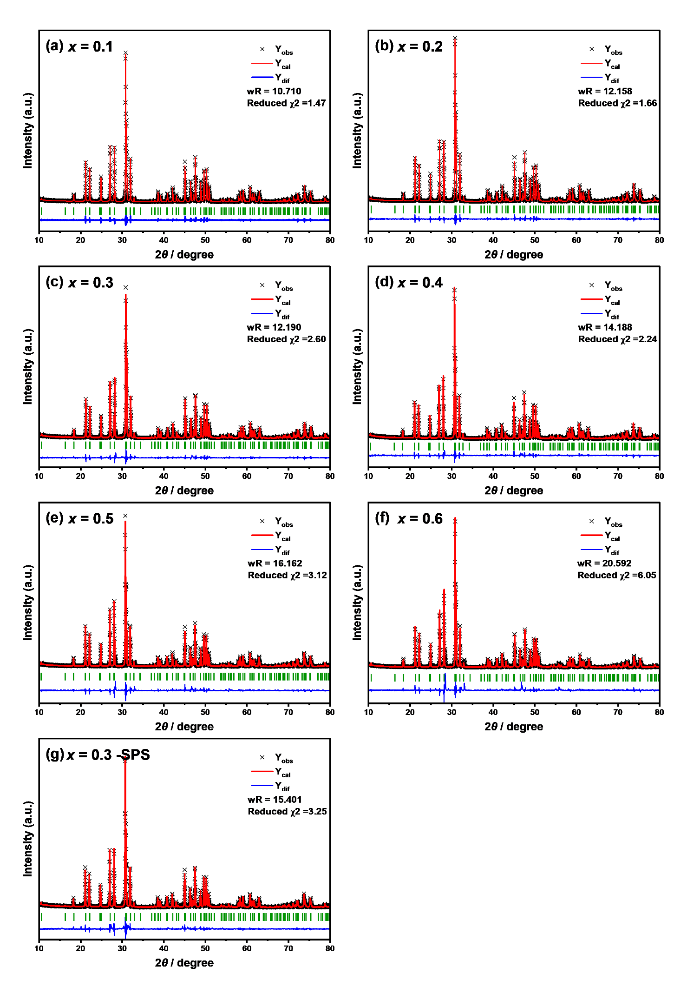 (a) x = 0.1
Yobs
Ycal
Ydif
wR = 10.710
Reduced χ2 =1.47
Intensity (a.u.)
10 20 30 40 50 60 70 80
2θ / degree
(b) x = 0.2
Yobs
Ycal
Ydif
wR = 12.158
Reduced χ2 =1.66
Intensity (a.u.)
10 20 30 40 50 60 70 80
2θ / degree
(c) x = 0.3
Yobs
Ycal
Ydif
wR = 12.190
Reduced χ2 =2.60
Intensity (a.u.)
10 20 30 40 50 60 70 80
2θ / degree
(d) x = 0.4
Yobs
Ycal
Ydif
wR = 14.188
Reduced χ2 =2.24
Intensity (a.u.)
10 20 30 40 50 60 70 80
2θ / degree
(e) x = 0.5
Yobs
Ycal
Ydif
wR = 16.162
Reduced χ2 =3.12
Intensity (a.u.)
10 20 30 40 50 60 70 80
2θ / degree
(f) x = 0.6
Yobs
Ycal
Ydif
wR = 20.592
Reduced χ2 =6.05
Intensity (a.u.)
10 20 30 40 50 60 70 80
2θ / degree
(g) x = 0.3 -SPS
Yobs
Ycal
Ydif
wR = 15.401
Reduced χ2 =3.25
Intensity (a.u.)
10 20 30 40 50 60 70 80
2θ / degree